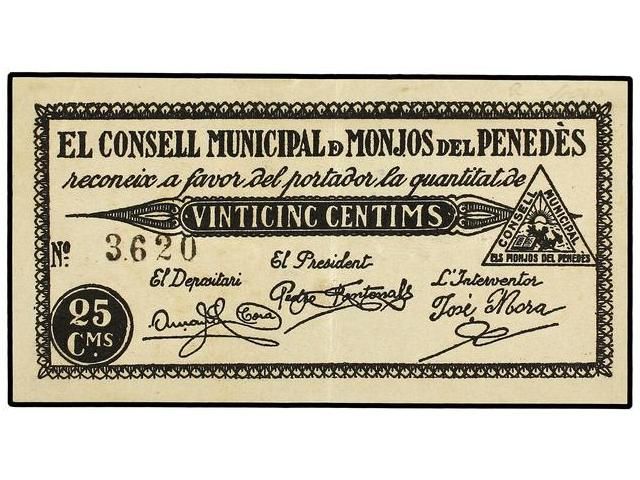 EL CONSELL MUNICIPAL D MONJOS DEL PENEDÈS
reconeix a favor del portador la quantitat de
VINTICINC CENTIMS
CONSELL MUNICIPAL
ELS MONJOS DEL PENEDÈS
Nº 3620
El Depositari
El President
L'Interventor
José Mora
25
CMS.